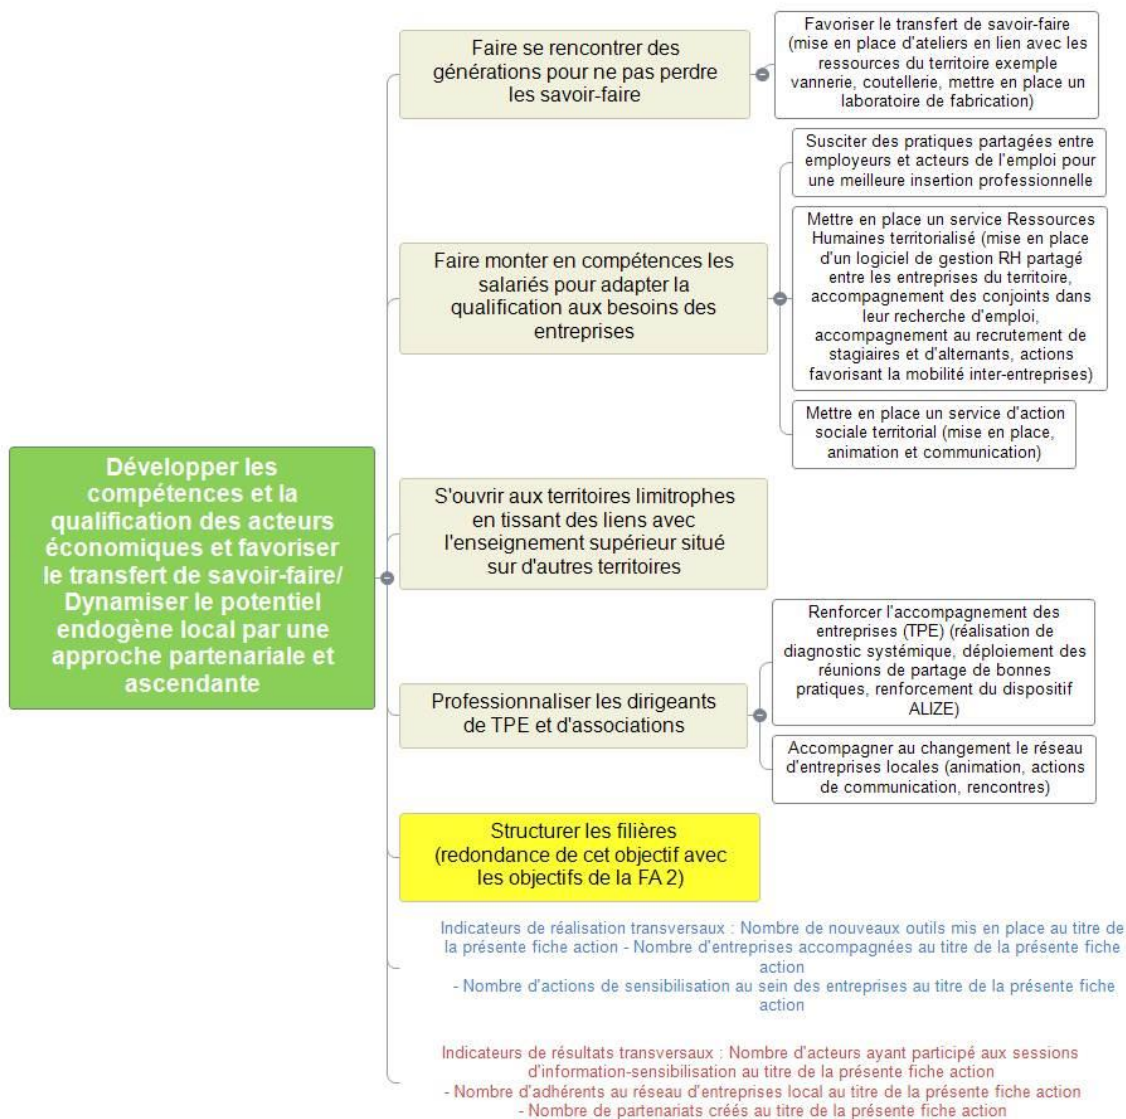 Développer les
compétences et la
qualification des acteurs
économiques et favoriser
le transfert de savoir-faire/
Dynamiser le potentiel
endogène local par une
approche partenariale et
ascendante
Faire se rencontrer des
générations pour ne pas perdre
les savoir-faire
Favoriser le transfert de savoir-faire
(mise en place d'ateliers en lien avec les
ressources du territoire exemple
vannerie, coutellerie, mettre en place un
laboratoire de fabrication)
Faire monter en compétences les
salariés pour adapter la
qualification aux besoins des
entreprises
Susciter des pratiques partagées entre
employeurs et acteurs de l'emploi pour
une meilleure insertion professionnelle
Mettre en place un service Ressources
Humaines territorialisé (mise en place
d'un logiciel de gestion RH partagé
entre les entreprises du territoire,
accompagnement des conjoints dans
leur recherche d'emploi,
accompagnement au recrutement de
stagiaires et d'alternants, actions
favorisant la mobilité inter-entreprises)
Mettre en place un service d'action
sociale territorial (mise en place,
animation et communication)
S'ouvrir aux territoires limitrophes
en tissant des liens avec
l'enseignement supérieur situé
sur d'autres territoires
Professionnaliser les dirigeants
de TPE et d'associations
Renforcer l'accompagnement des
entreprises (TPE) (réalisation de
diagnostic systémique, déploiement des
réunions de partage de bonnes
pratiques, renforcement du dispositif
ALIZE)
Accompagner au changement le réseau
d'entreprises locales (animation, actions
de communication, rencontres)
Structurer les filières
(redondance de cet objectif avec
les objectifs de la FA 2)
Indicateurs de réalisation transversaux : Nombre de nouveaux outils mis en place au titre de
la présente fiche action - Nombre d'entreprises accompagnées au titre de la présente fiche
action
- Nombre d'actions de sensibilisation au sein des entreprises au titre de la présente fiche
action
Indicateurs de résultats transversaux : Nombre d'acteurs ayant participé aux sessions
d'information-sensibilisation au titre de la présente fiche action
- Nombre d'adhérents au réseau d'entreprises local au titre de la présente fiche action
- Nombre de partenariats créés au titre de la présente fiche action